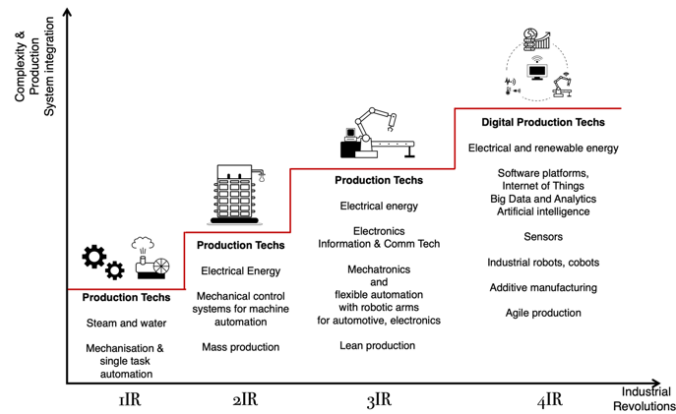 Complexity &
Production
System integration
Production Techs
Steam and water
Mechanisation &
single task
automation
Production Techs
Electrical Energy
Mechanical control
systems for machine
automation
Mass production
Production Techs
Electrical energy
Electronics
Information & Comm Tech
Mechatronics
and
flexible automation
with robotic arms
for automotive, electronics
Lean production
Digital Production Techs
Electrical and renewable energy
Software platforms,
Internet of Things
Big Data and Analytics
Artificial intelligence
Sensors
Industrial robots, cobots
Additive manufacturing
Agile production
1IR
2IR
3IR
4IR
Industrial
Revolutions